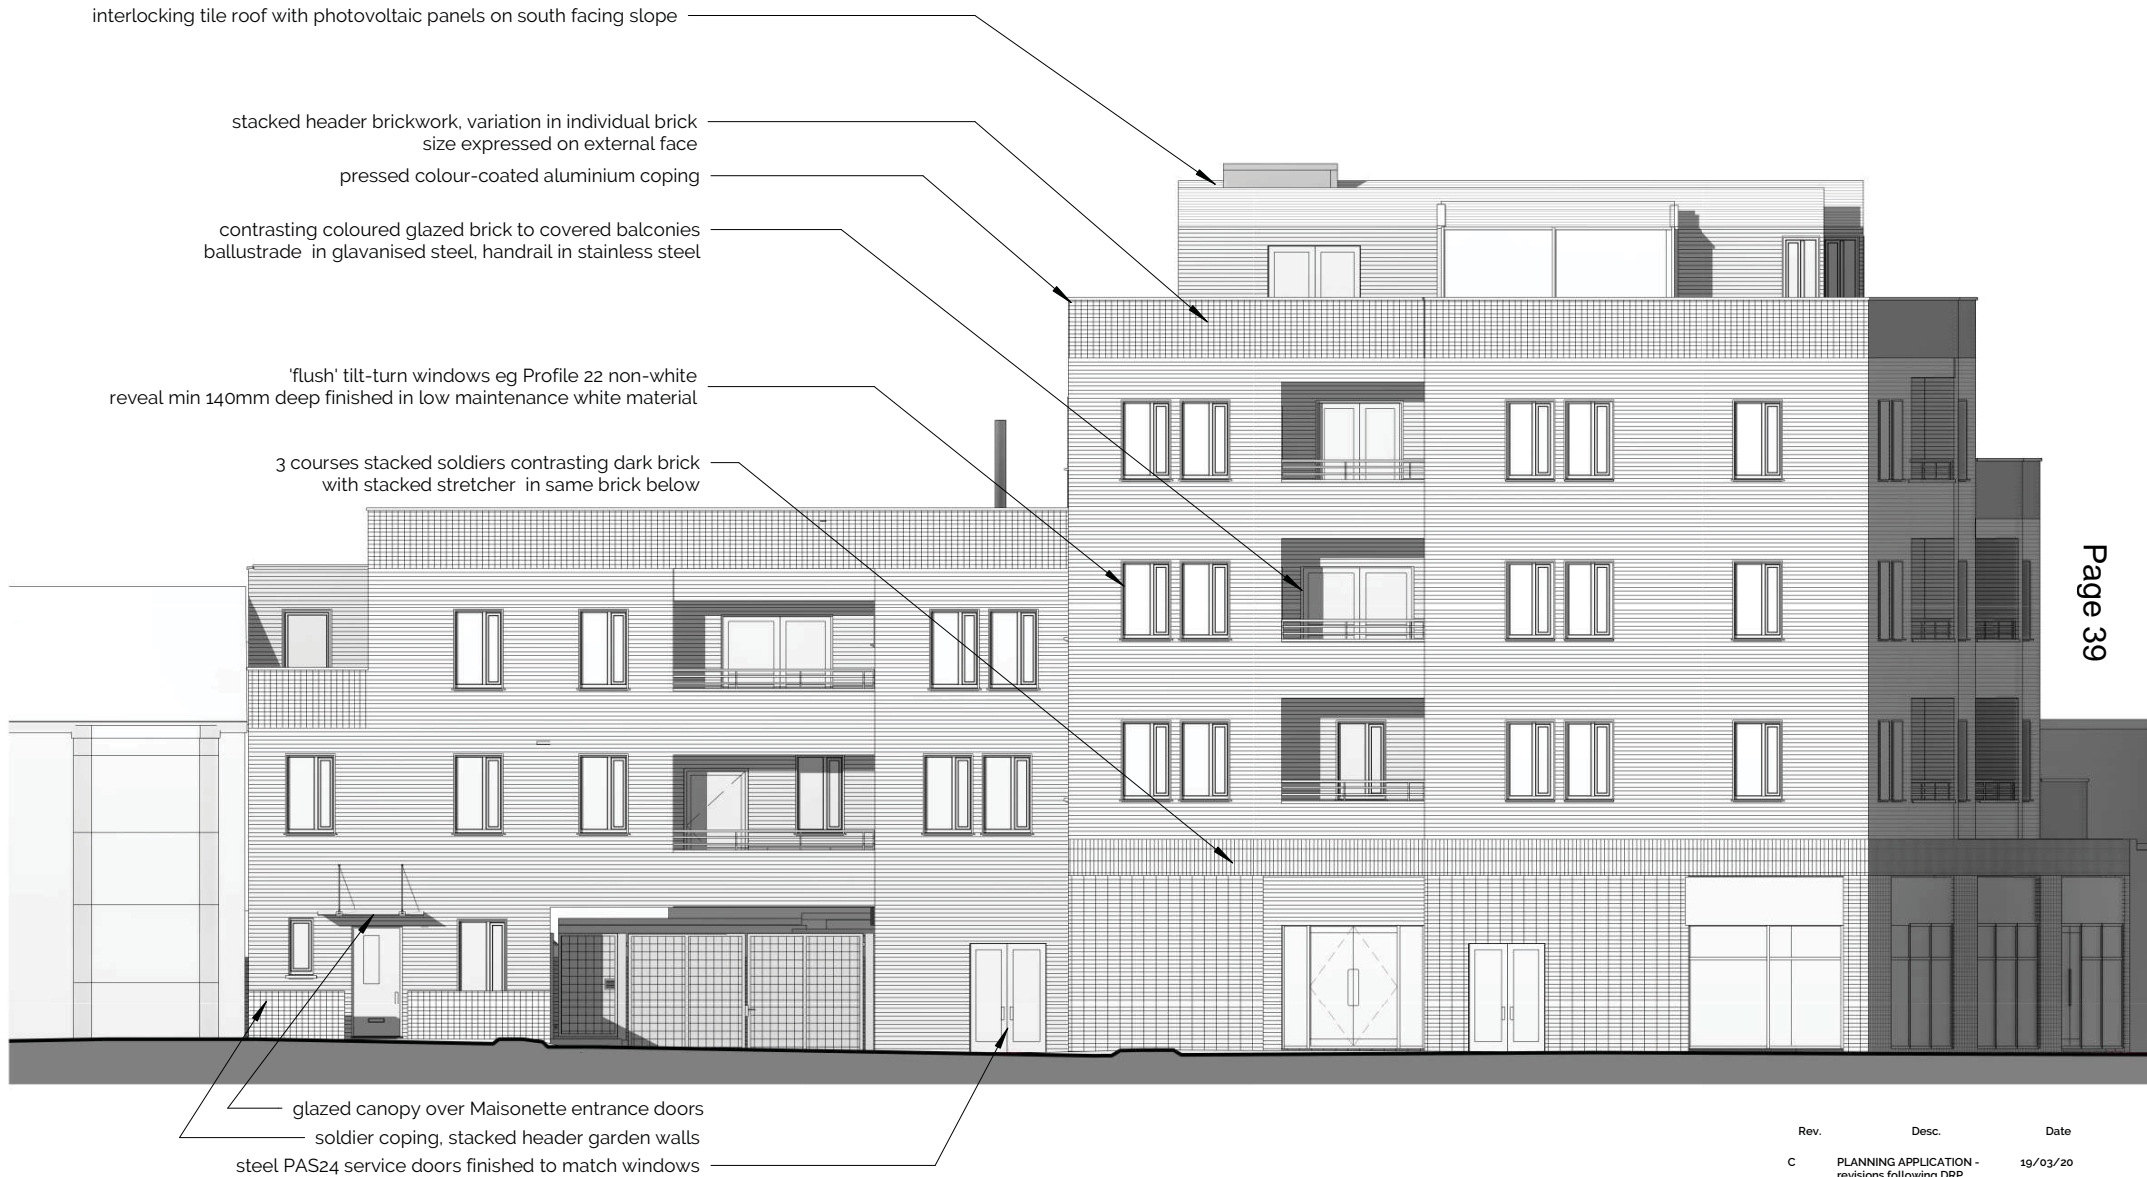 interlocking tile roof with photovoltaic panels on south facing slope
stacked header brickwork, variation in individual brick
size expressed on external face
pressed colour-coated aluminium coping
contrasting coloured glazed brick to covered balconies
ballustrade in glavanised steel, handrail in stainless steel
'flush' tilt-turn windows eg Profile 22 non-white
reveal min 140mm deep finished in low maintenance white material
3 courses stacked soldiers contrasting dark brick
with stacked stretcher in same brick below
Page 39
glazed canopy over Maisonette entrance doors
soldier coping, stacked header garden walls
steel PAS24 service doors finished to match windows
Rev. Desc. Date
C PLANNING APPLICATION - 19/03/20
revisions following DRP